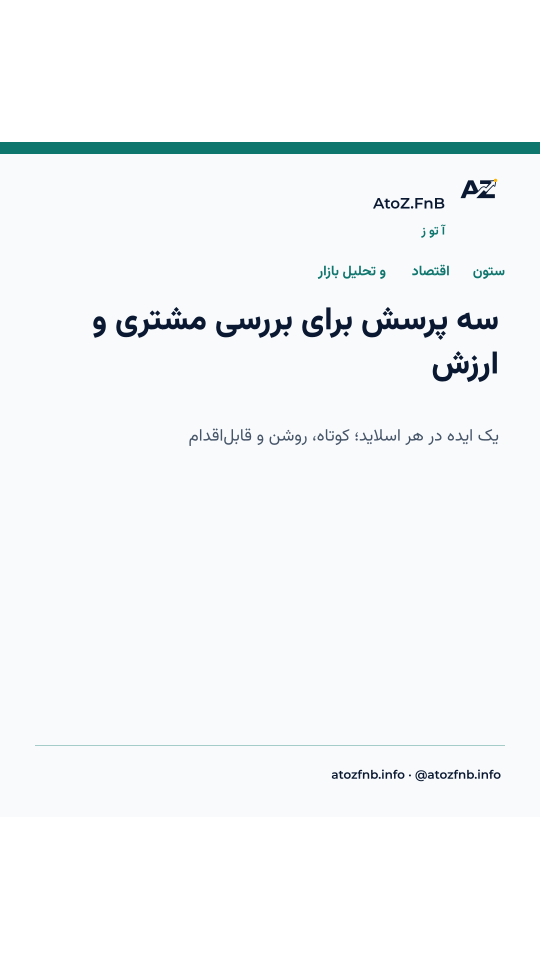 AZ
AtoZ.FnB
آ تو ز
ستون اقتصاد و تحلیل بازار
سه پرسش برای بررسی مشتری و
ارزش
یک ایده در هر اسلاید؛ کوتاه، روشن و قابل‌اقدام
atozfnb.info · @atozfnb.info